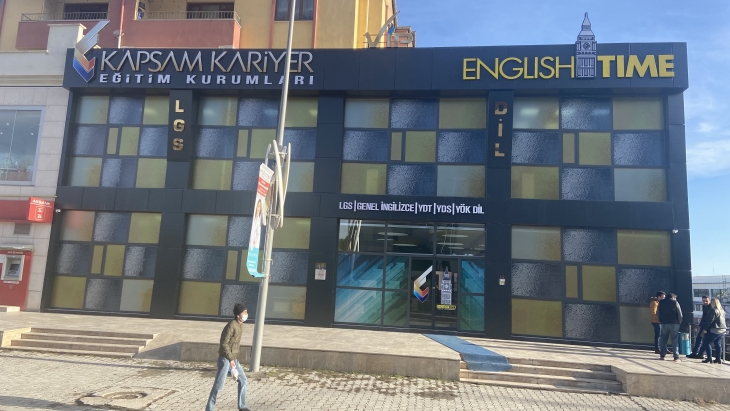 KAPSAM KARİYER
EĞİTİM KURUMLARI
ENGLISH TIME
LGS
DİL
LGS|GENEL İNGİLİZCE|YDT|YDS|YÖK DİL